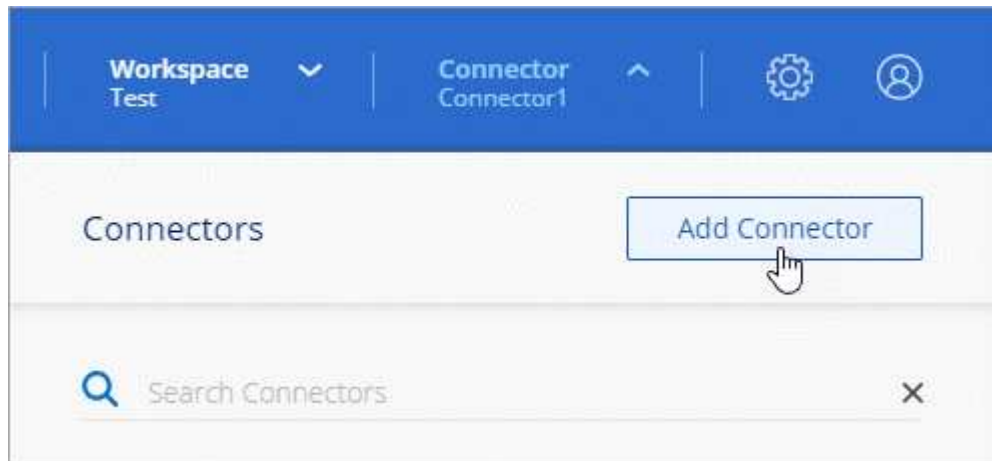 Workspace
Test
Connector
Connector1
Connectors
Add Connector
Search Connectors